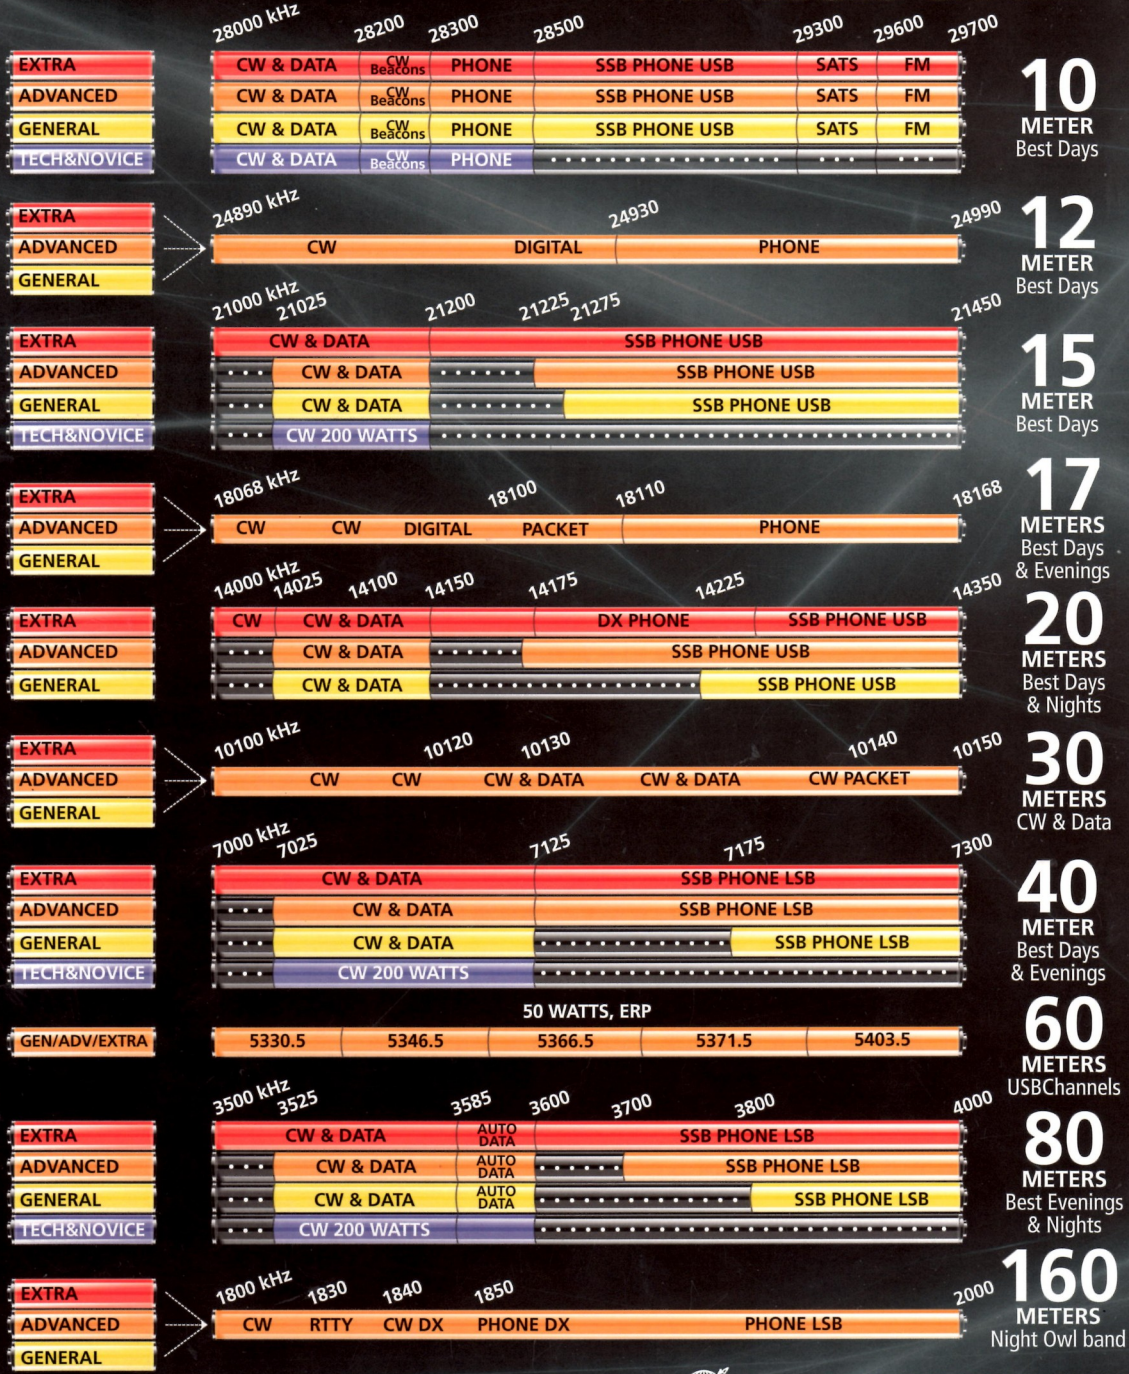 28000 kHz 28200 28300 28500 29300 29600 29700
EXTRA CW & DATA CW Beacons PHONE SSB PHONE USB SATS FM
ADVANCED CW & DATA CW Beacons PHONE SSB PHONE USB SATS FM
GENERAL CW & DATA CW Beacons PHONE SSB PHONE USB SATS FM
TECH&NOVICE CW & DATA CW Beacons PHONE
10
METER
Best Days
24890 kHz 24930 24990
EXTRA
ADVANCED CW DIGITAL PHONE
GENERAL
12
METER
Best Days
21000 kHz 21025 21200 21225 21275 21450
EXTRA CW & DATA SSB PHONE USB
ADVANCED CW & DATA SSB PHONE USB
GENERAL CW & DATA SSB PHONE USB
TECH&NOVICE CW 200 WATTS
15
METER
Best Days
18068 kHz 18100 18110 18168
EXTRA
ADVANCED CW CW DIGITAL PACKET PHONE
GENERAL
17
METERS
Best Days
& Evenings
14000 kHz 14025 14100 14150 14175 14225 14350
EXTRA CW CW & DATA DX PHONE SSB PHONE USB
ADVANCED CW & DATA SSB PHONE USB
GENERAL CW & DATA SSB PHONE USB
20
METERS
Best Days
& Nights
10100 kHz 10120 10130 10140 10150
EXTRA
ADVANCED CW CW CW & DATA CW & DATA CW PACKET
GENERAL
30
METERS
CW & Data
7000 kHz 7025 7125 7175 7300
EXTRA CW & DATA SSB PHONE LSB
ADVANCED CW & DATA SSB PHONE LSB
GENERAL CW & DATA SSB PHONE LSB
TECH&NOVICE CW 200 WATTS
40
METER
Best Days
& Evenings
50 WATTS, ERP
GEN/ADV/EXTRA 5330.5 5346.5 5366.5 5371.5 5403.5
60
METERS
USBChannels
3500 kHz 3525 3585 3600 3700 3800 4000
EXTRA CW & DATA AUTO DATA SSB PHONE LSB
ADVANCED CW & DATA AUTO DATA SSB PHONE LSB
GENERAL CW & DATA AUTO DATA SSB PHONE LSB
TECH&NOVICE CW 200 WATTS
80
METERS
Best Evenings
& Nights
1800 kHz 1830 1840 1850 2000
EXTRA
ADVANCED CW RTTY CW DX PHONE DX PHONE LSB
GENERAL
160
METERS
Night Owl band